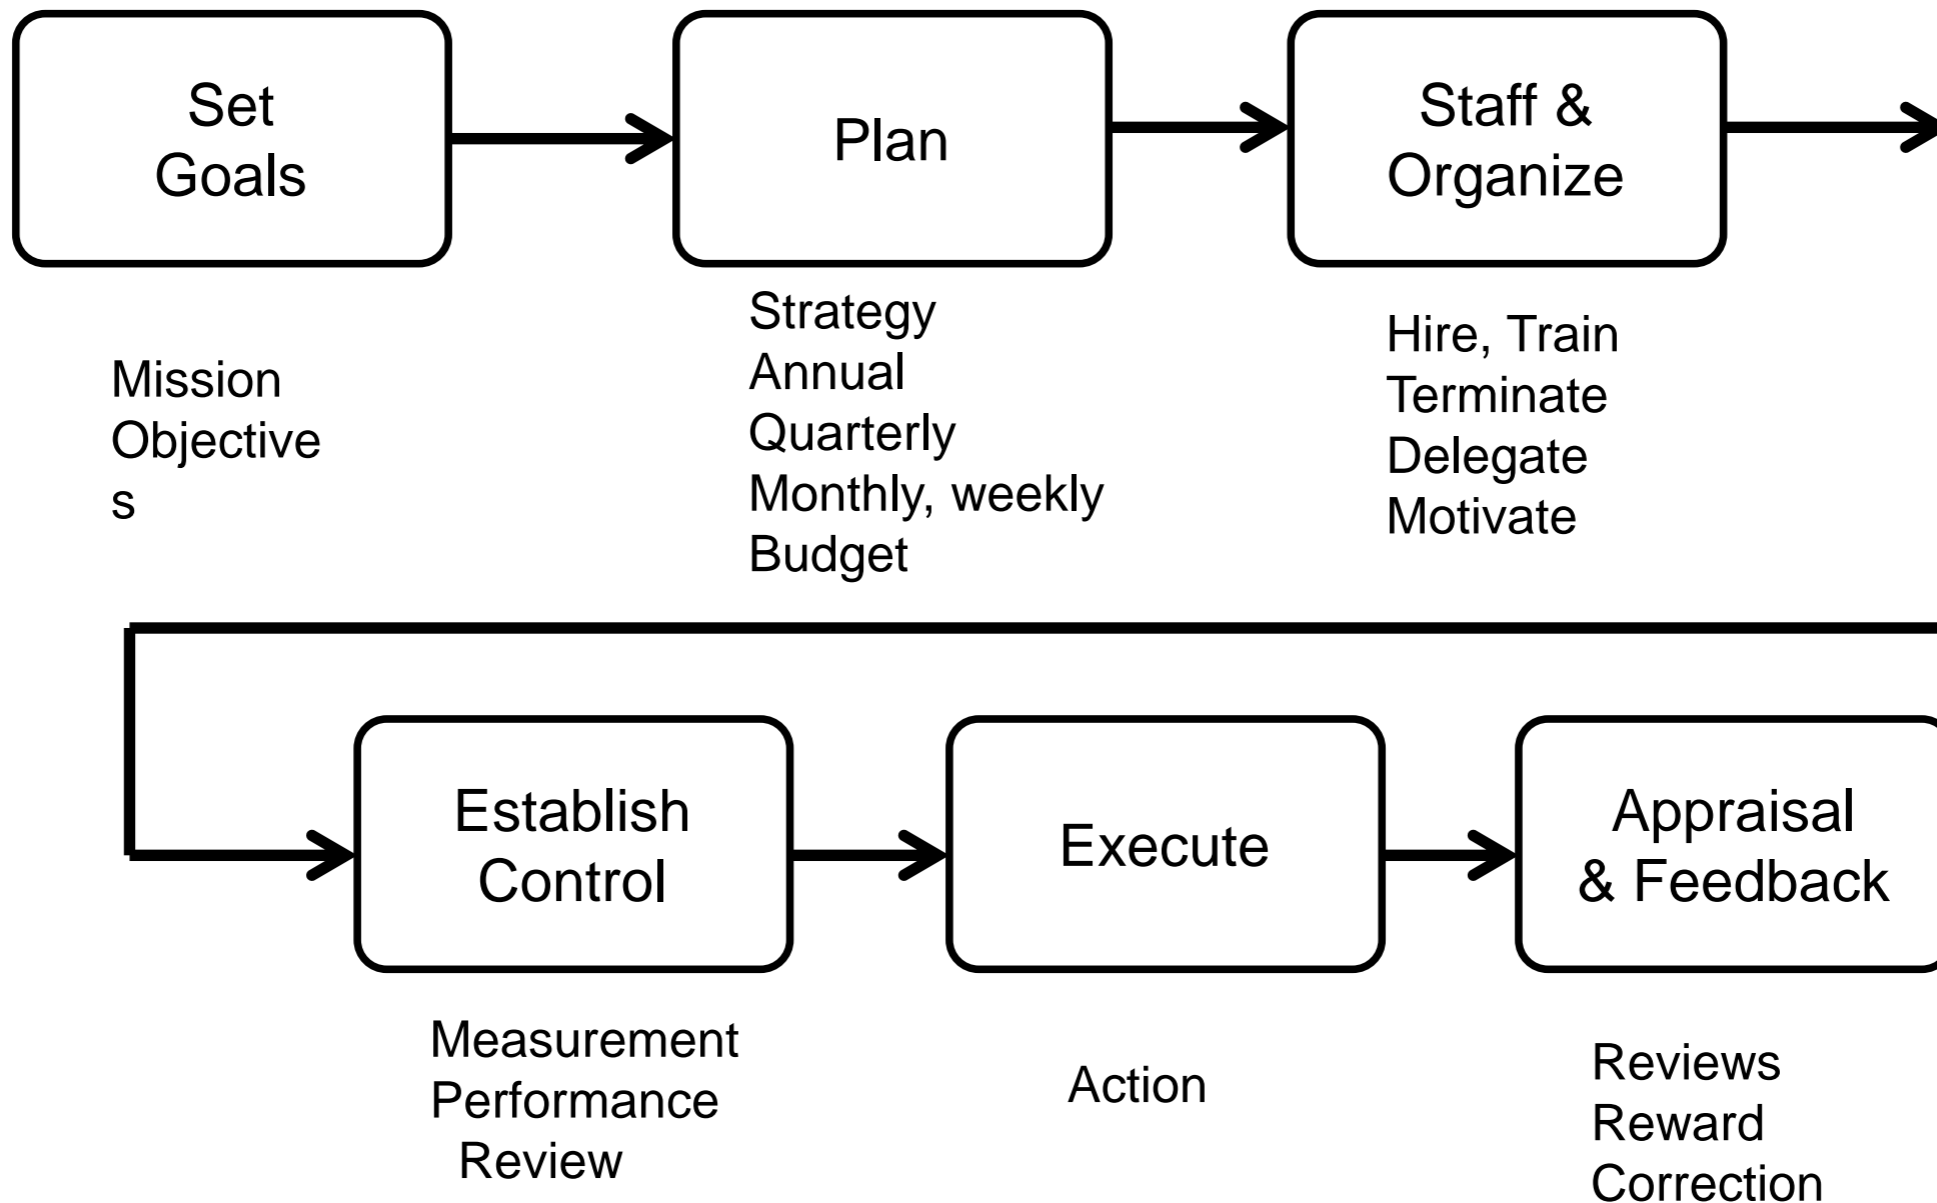 Set
Goals
Plan
Staff &
Organize
Mission
Objective
s
Strategy
Annual
Quarterly
Monthly, weekly
Budget
Hire, Train
Terminate
Delegate
Motivate
Establish
Control
Execute
Appraisal
& Feedback
Measurement
Performance
Review
Action
Reviews
Reward
Correction